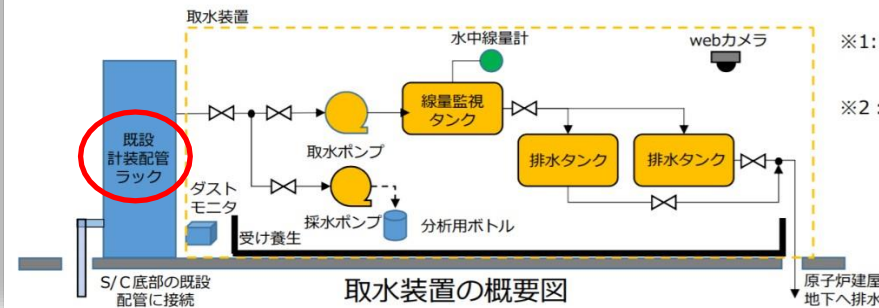 取水装置
水中線量計
webカメラ
※1:
※2:
線量監視
タンク
既設
計装配管
ラック
取水ポンプ
排水タンク
排水タンク
ダスト
モニタ
採水ポンプ
分析用ボトル
受け養生
S/C底部の既設
配管に接続
取水装置の概要図
原子炉建屋
地下へ排水